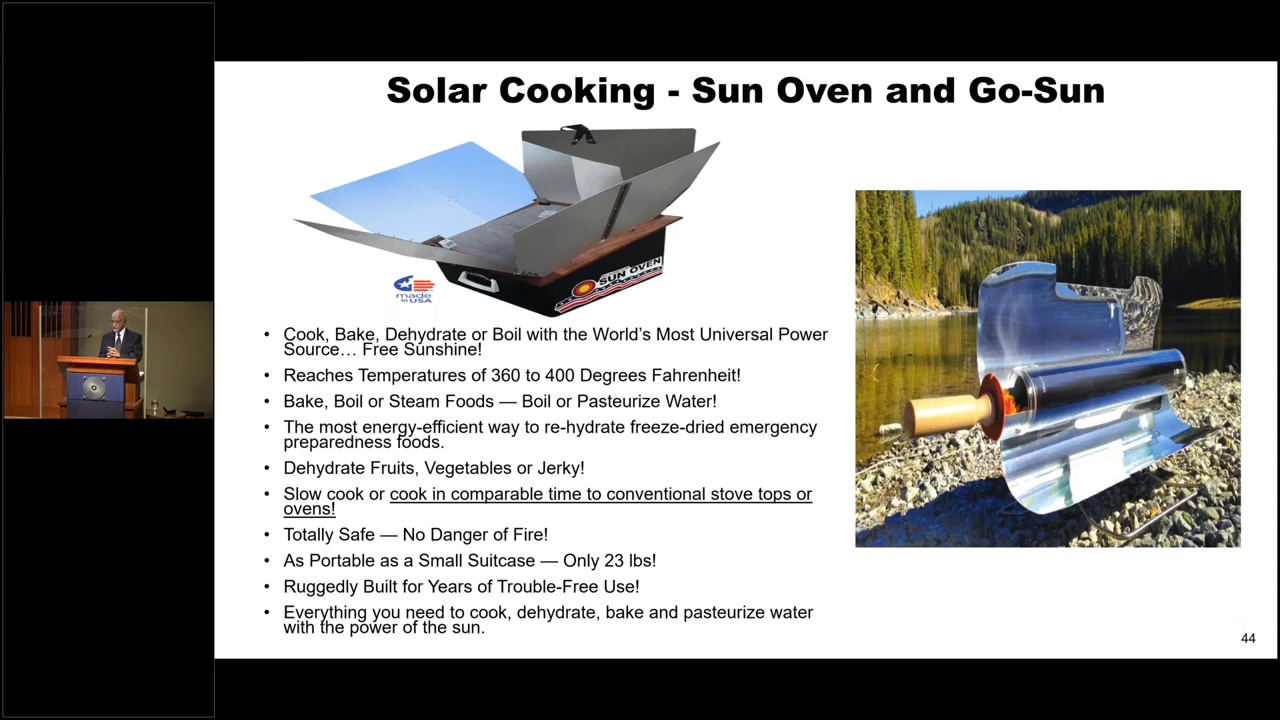 Solar Cooking - Sun Oven and Go-Sun
SUN OVEN
made
in USA
• Cook, Bake, Dehydrate or Boil with the World’s Most Universal Power
Source… Free Sunshine!
• Reaches Temperatures of 360 to 400 Degrees Fahrenheit!
• Bake, Boil or Steam Foods — Boil or Pasteurize Water!
• The most energy-efficient way to re-hydrate freeze-dried emergency
preparedness foods.
• Dehydrate Fruits, Vegetables or Jerky!
• Slow cook or cook in comparable time to conventional stove tops or
ovens!
• Totally Safe — No Danger of Fire!
• As Portable as a Small Suitcase — Only 23 lbs!
• Ruggedly Built for Years of Trouble-Free Use!
• Everything you need to cook, dehydrate, bake and pasteurize water
with the power of the sun.
44